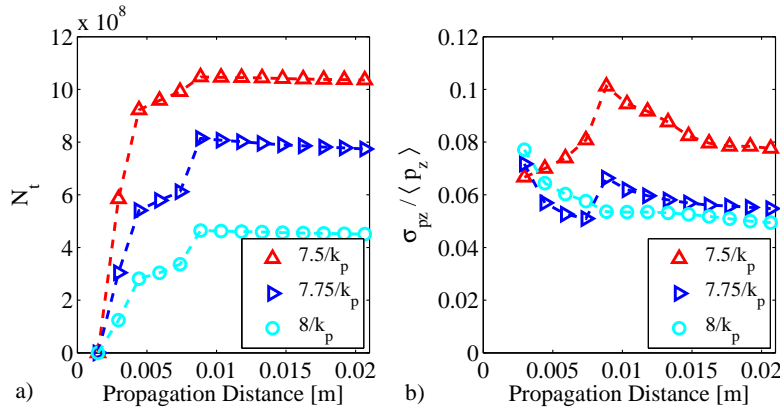 x 10^8
12
10
8
6
4
2
0
N_t
0
0.005
0.01
0.015
0.02
Propagation Distance [m]
a)
7.5/k_p
7.75/k_p
8/k_p
0.12
0.1
0.08
0.06
0.04
0.02
0
σ_pz / ⟨ p_z ⟩
0
0.005
0.01
0.015
0.02
Propagation Distance [m]
b)
7.5/k_p
7.75/k_p
8/k_p